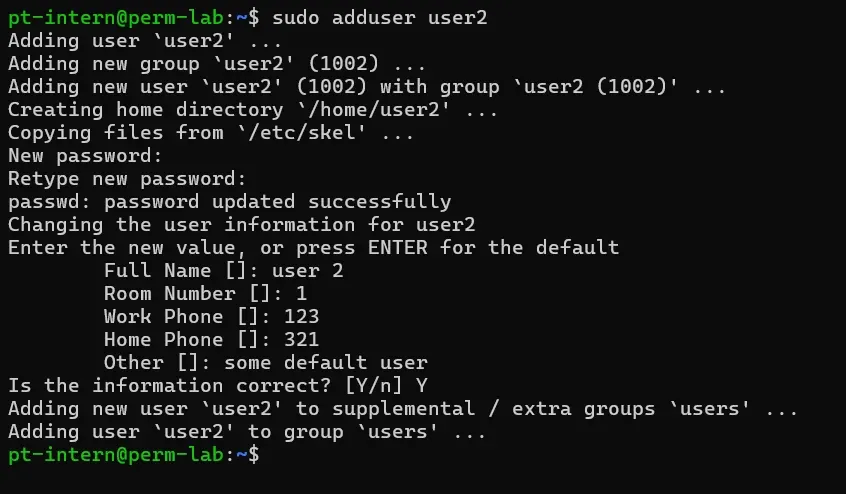 pt-intern@perm-lab:~$ sudo adduser user2
Adding user `user2' ...
Adding new group `user2' (1002) ...
Adding new user `user2' (1002) with group `user2 (1002)' ...
Creating home directory `/home/user2' ...
Copying files from `/etc/skel' ...
New password:
Retype new password:
passwd: password updated successfully
Changing the user information for user2
Enter the new value, or press ENTER for the default
        Full Name []: user 2
        Room Number []: 1
        Work Phone []: 123
        Home Phone []: 321
        Other []: some default user
Is the information correct? [Y/n] Y
Adding new user `user2' to supplemental / extra groups `users' ...
Adding user `user2' to group `users' ...
pt-intern@perm-lab:~$